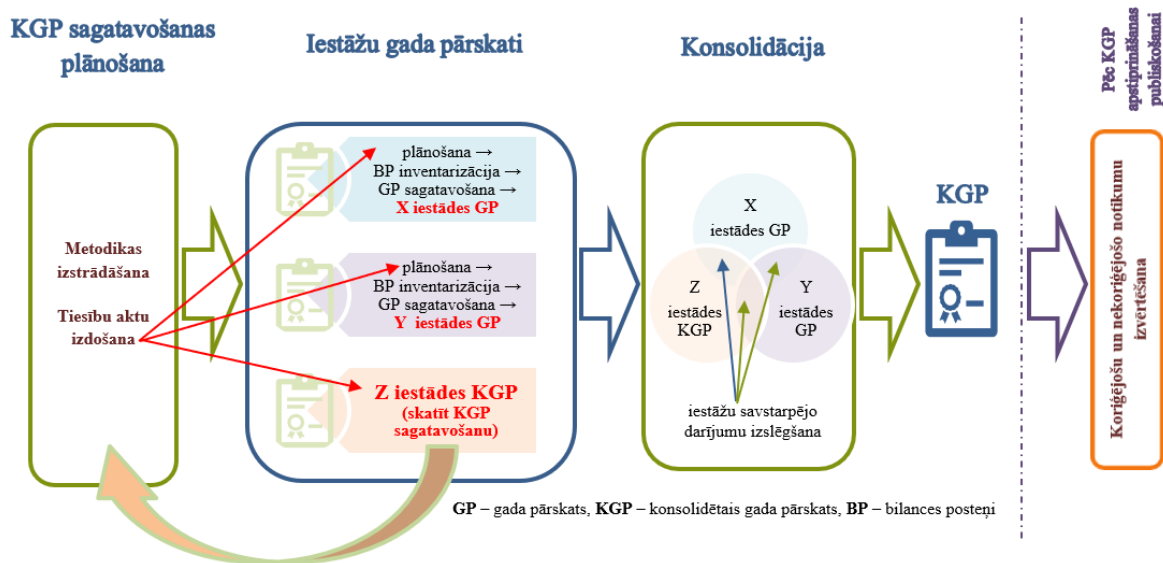 KGP sagatavošanas
plānošana
Metodikas
izstrādāšana
Tiesību aktu
izdošana
Iestāžu gada pārskati
plānošana →
BP inventarizācija →
GP sagatavošana →
X iestādes GP
plānošana →
BP inventarizācija →
GP sagatavošana →
Y iestādes GP
Z iestādes KGP
(skatīt KGP
sagatavošanu)
Konsolidācija
X
iestādes GP
Z
iestādes
KGP
Y
iestādes
GP
iestāžu savstarpējo
darījumu izslēgšana
KGP
Pēc KGP
apstiprināšanas
publiskošanai
Koriģējošu un nekoriģējošo notikumu
izvērtēšana
GP – gada pārskats, KGP – konsolidētais gada pārskats, BP – bilances posteņi